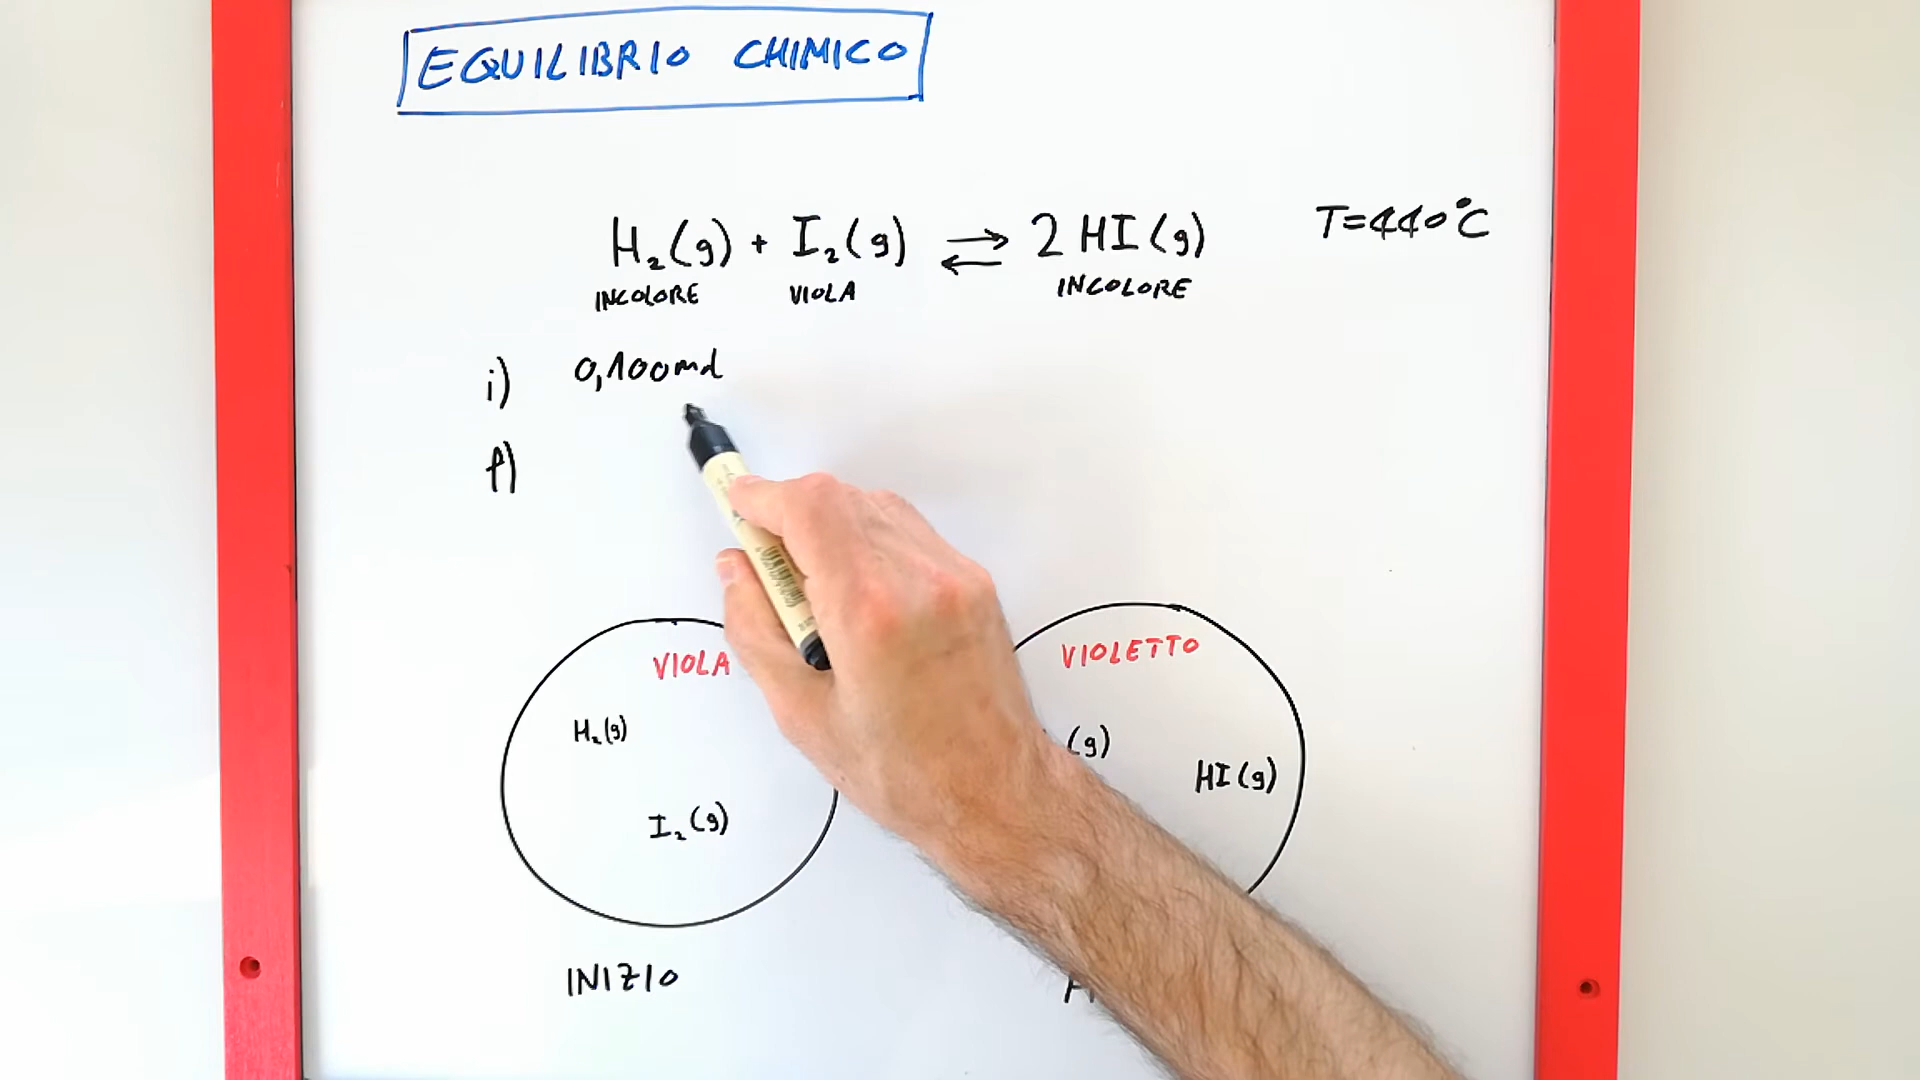 EQUILIBRIO CHIMICO
H₂(g) + I₂(g) ⇌ 2 HI(g) T=440°C
INCOLORE VIOLA INCOLORE
i) 0,100mol
f)
VIOLA
H₂(g)
I₂(g)
INIZIO
VIOLETTO
(g)
HI(g)